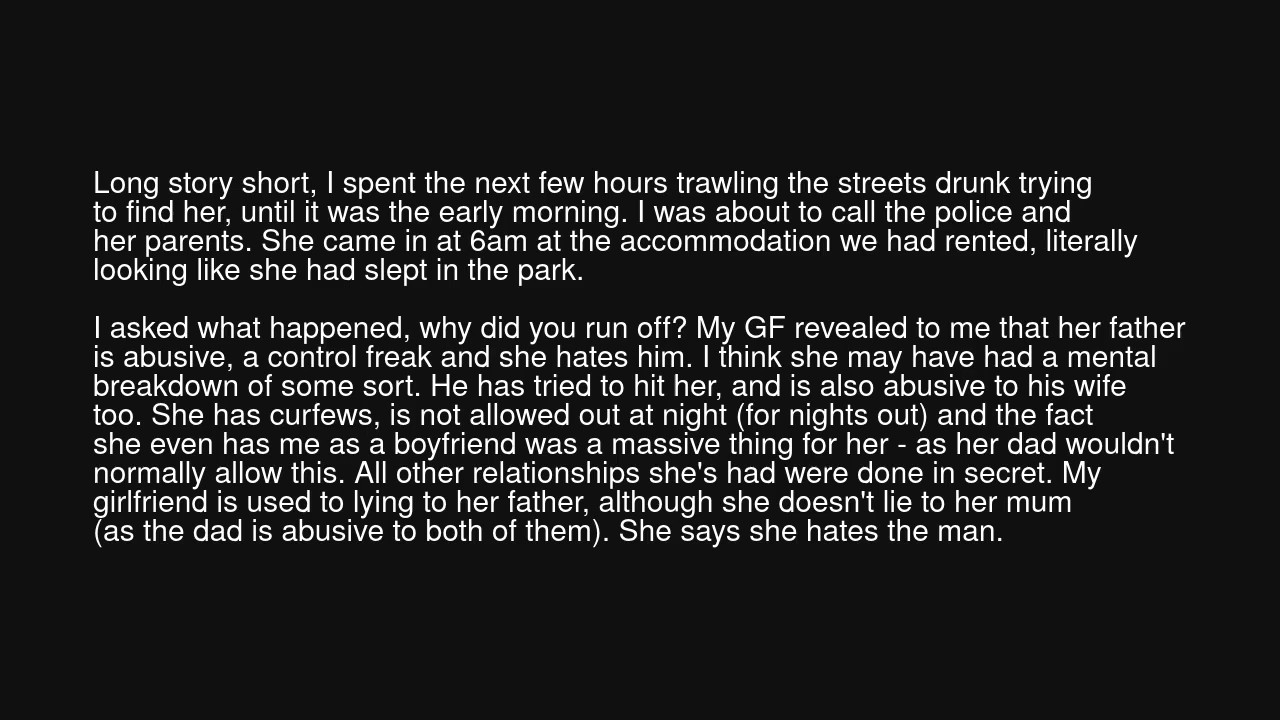 Long story short, I spent the next few hours trawling the streets drunk trying
to find her, until it was the early morning. I was about to call the police and
her parents. She came in at 6am at the accommodation we had rented, literally
looking like she had slept in the park.
I asked what happened, why did you run off? My GF revealed to me that her father
is abusive, a control freak and she hates him. I think she may have had a mental
breakdown of some sort. He has tried to hit her, and is also abusive to his wife
too. She has curfews, is not allowed out at night (for nights out) and the fact
she even has me as a boyfriend was a massive thing for her - as her dad wouldn't
normally allow this. All other relationships she's had were done in secret. My
girlfriend is used to lying to her father, although she doesn't lie to her mum
(as the dad is abusive to both of them). She says she hates the man.